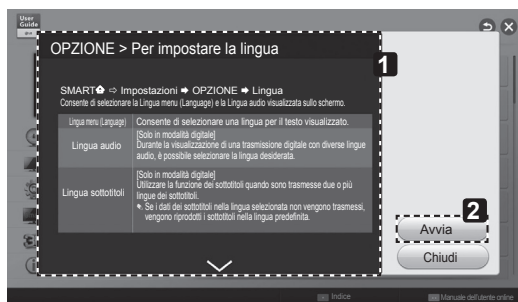 User
Guide
OPZIONE > Per impostare la lingua
1
SMART ⇨ Impostazioni ➡ OPZIONE ➡ Lingua
Consente di selezionare la Lingua menu (Language) e la Lingua audio visualizzata sullo schermo.
Lingua menu (Language) Consente di selezionare una lingua per il testo visualizzato.
Lingua audio
[Solo in modalità digitale]
Durante la visualizzazione di una trasmissione digitale con diverse lingue
audio, è possibile selezionare la lingua desiderata.
Lingua sottotitoli
[Solo in modalità digitale]
Utilizzare la funzione dei sottotitoli quando sono trasmesse due o più
lingue dei sottotitoli.
Se i dati dei sottotitoli nella lingua selezionata non vengono trasmessi,
vengono riprodotti i sottotitoli nella lingua predefinita.
2
Avvia
Chiudi
Indice
Manuale dell'utente online